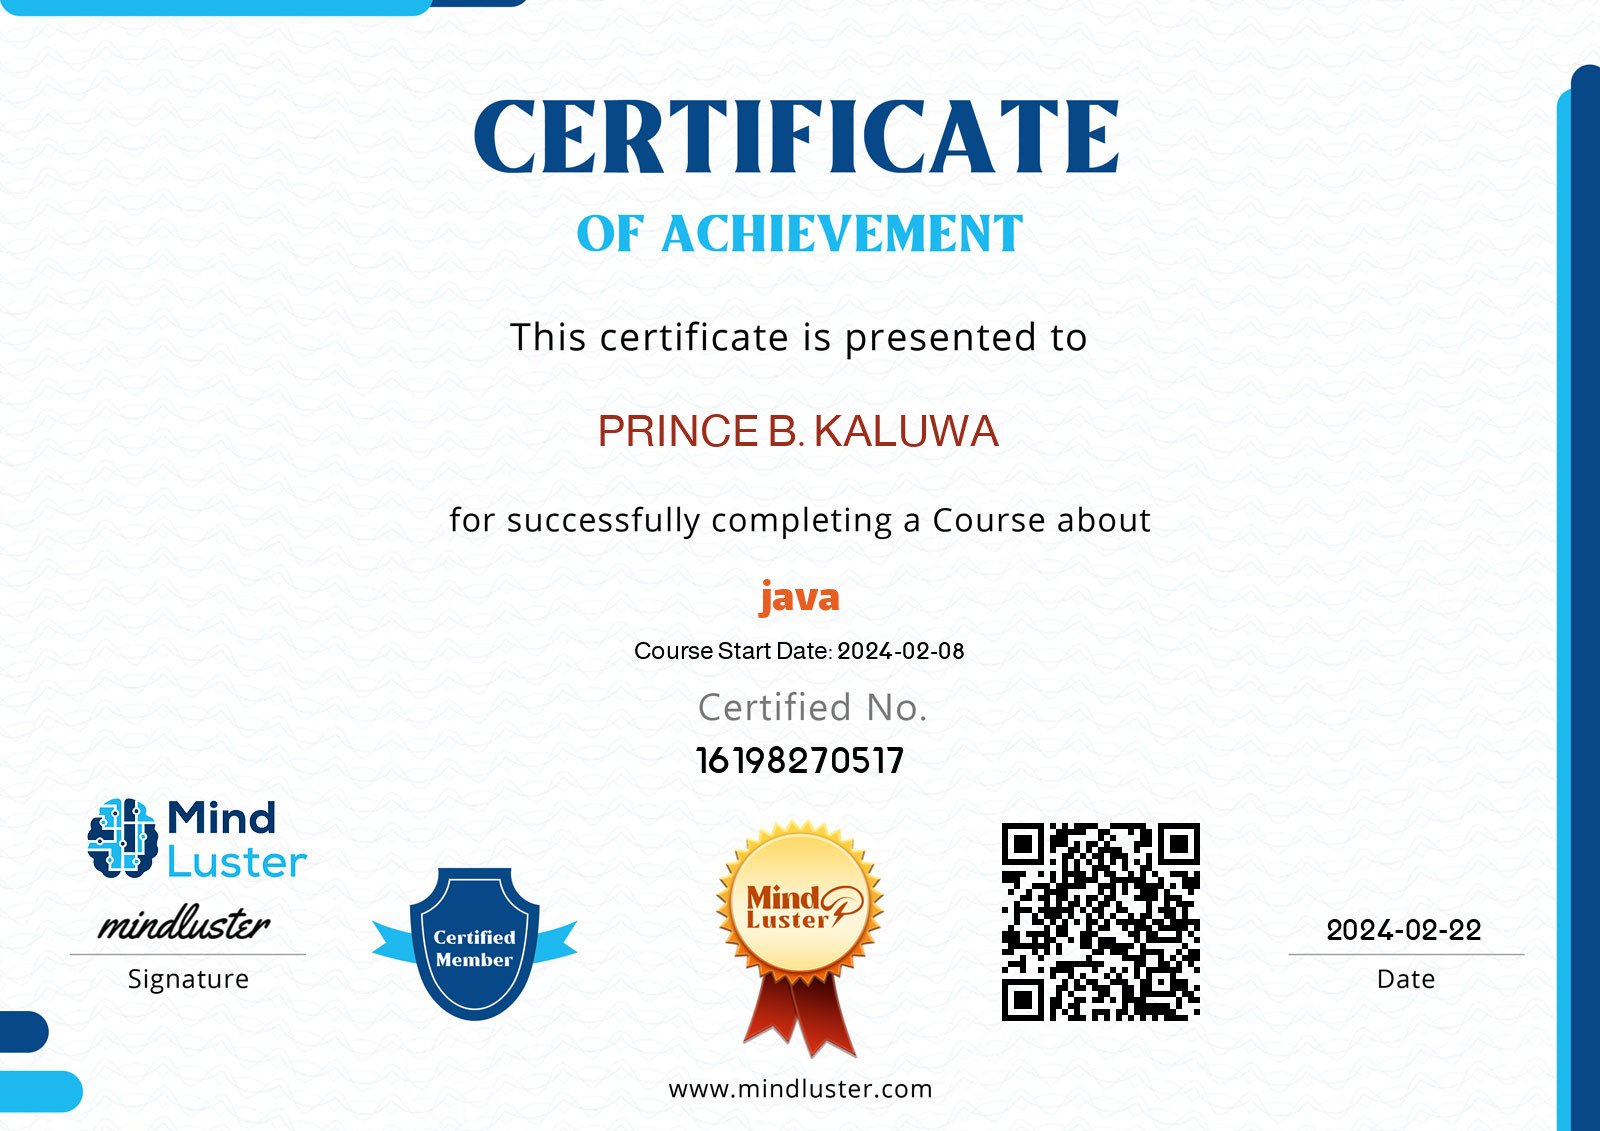 CERTIFICATE
OF ACHIEVEMENT
This certificate is presented to
PRINCE B. KALUWA
for successfully completing a Course about
java
Course Start Date: 2024-02-08
Certified No.
16198270517
Mind
Luster
mindluster
Signature
Certified
Member
Mind
Luster
2024-02-22
Date
www.mindluster.com